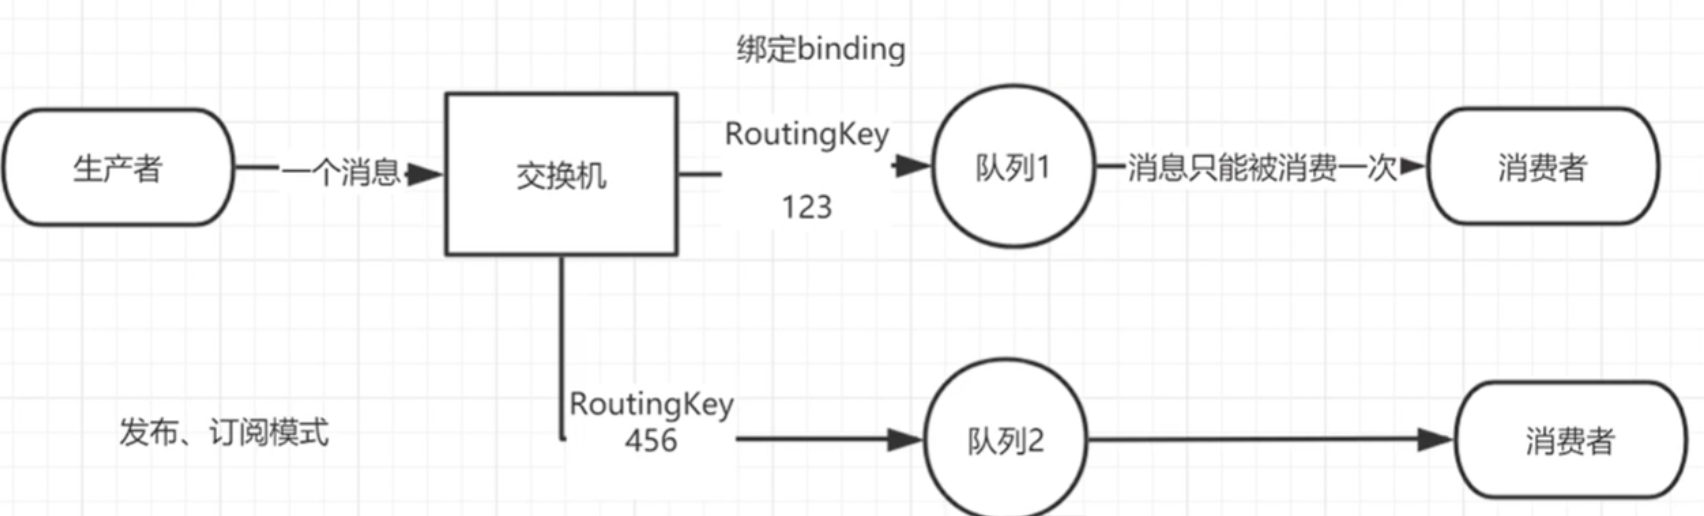 绑定binding
RoutingKey
123
生产者
一个消息
交换机
队列1
消息只能被消费一次
消费者
发布、订阅模式
RoutingKey
456
队列2
消费者